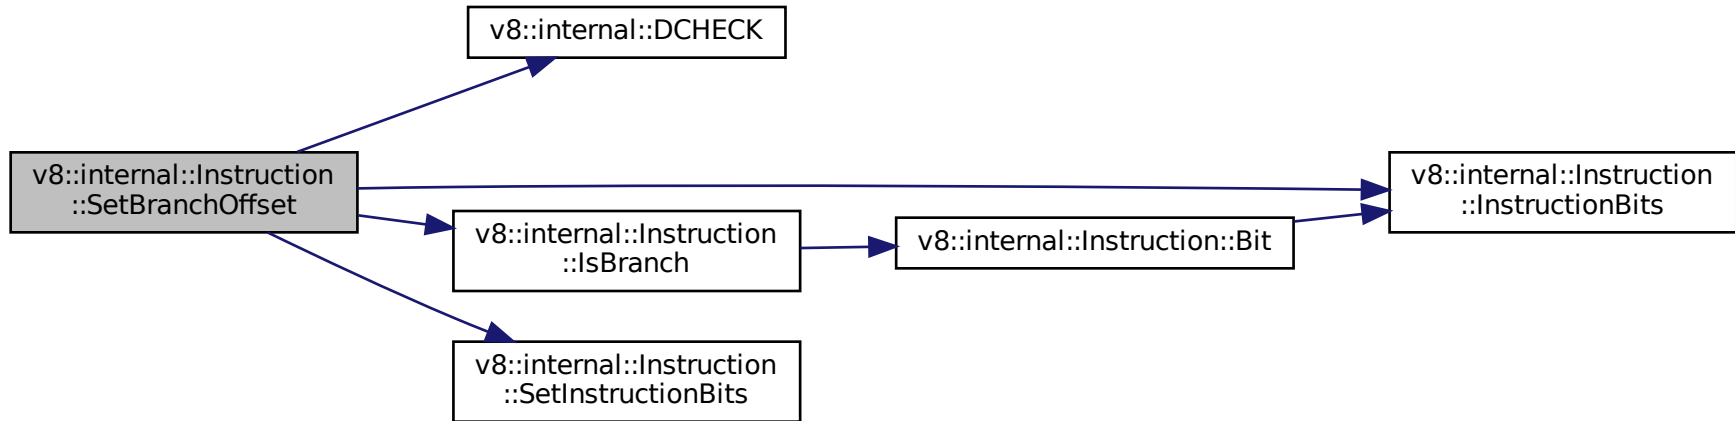 v8::internal::DCHECK
v8::internal::Instruction
::SetBranchOffset
v8::internal::Instruction
::IsBranch
v8::internal::Instruction::Bit
v8::internal::Instruction
::InstructionBits
v8::internal::Instruction
::SetInstructionBits